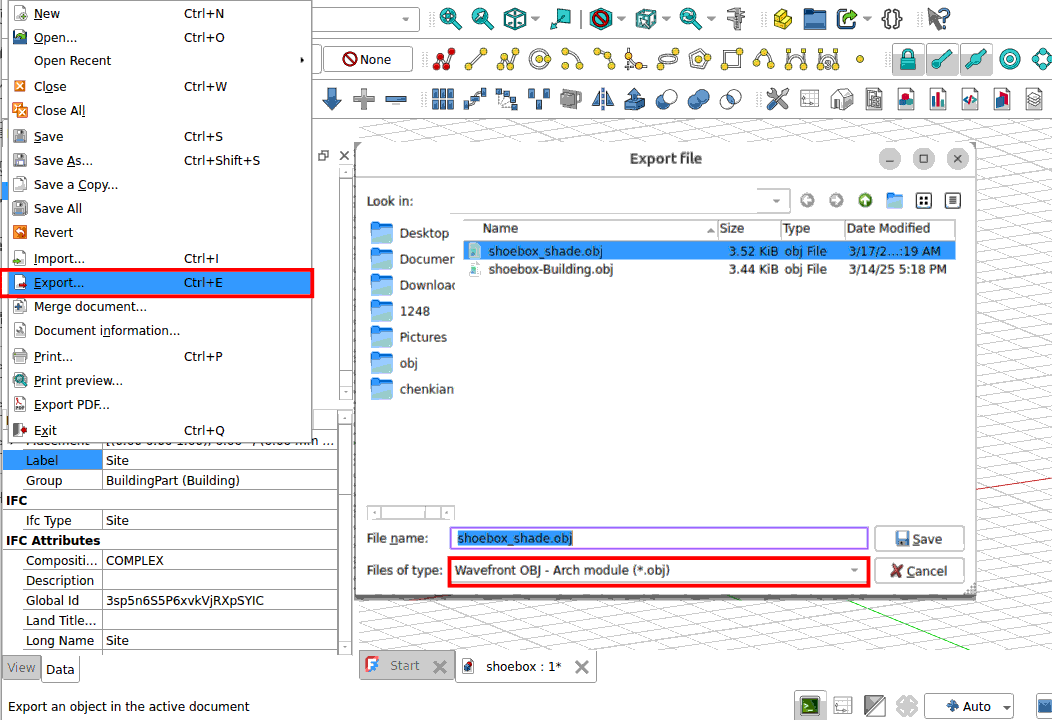 New Ctrl+N
Open... Ctrl+O
Open Recent
Close Ctrl+W
Close All
Save Ctrl+S
Save As... Ctrl+Shift+S
Save a Copy...
Save All
Revert
Import... Ctrl+I
Export... Ctrl+E
Merge document...
Document information...
Print... Ctrl+P
Print preview...
Export PDF...
Exit Ctrl+Q
None
Label Site
Group BuildingPart (Building)
IFC
Ifc Type Site
IFC Attributes
Compositi... COMPLEX
Description
Global Id 3sp5n6S5P6xvkVjRXpSYIC
Land Title...
Long Name Site
View Data
Export an object in the active document
Export file
Look in:
Desktop
Documer
Downloac
1248
Pictures
obj
chenkian
Name Size Type Date Modified
shoebox_shade.obj 3.52 KiB obj File 3/17/2...:19 AM
shoebox-Building.obj 3.44 KiB obj File 3/14/25 5:18 PM
File name: shoebox_shade.obj Save
Files of type: Wavefront OBJ - Arch module (*.obj) Cancel
Start shoebox : 1*
Auto